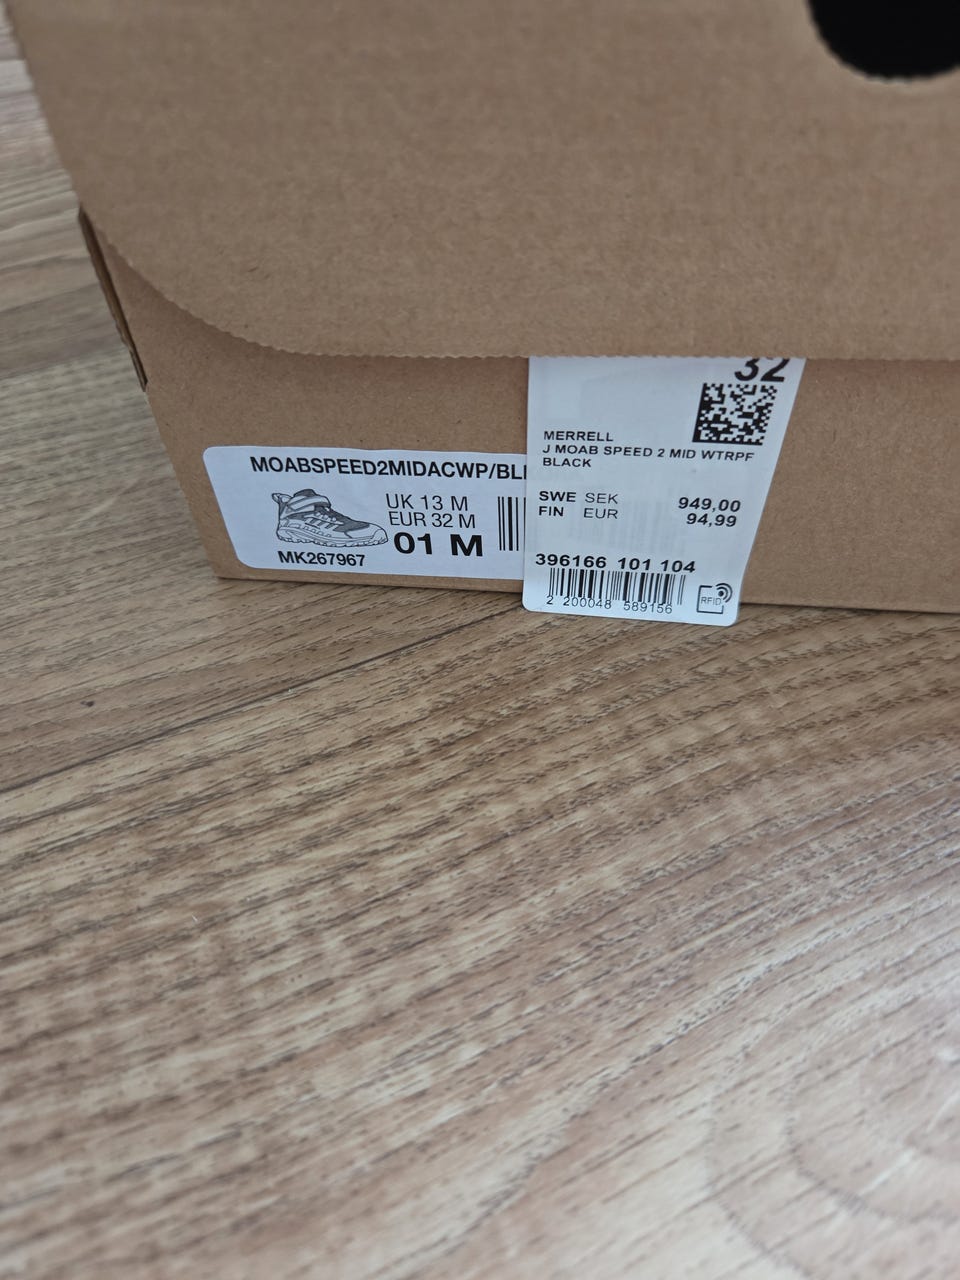 MOABSPEED2MIDACWP/BL
UK 13 M
EUR 32 M
01 M
MK267967
32
MERRELL
J MOAB SPEED 2 MID WTRPF
BLACK
SWE SEK 949,00
FIN EUR 94,99
396166 101 104
2 200048 589156
RFID